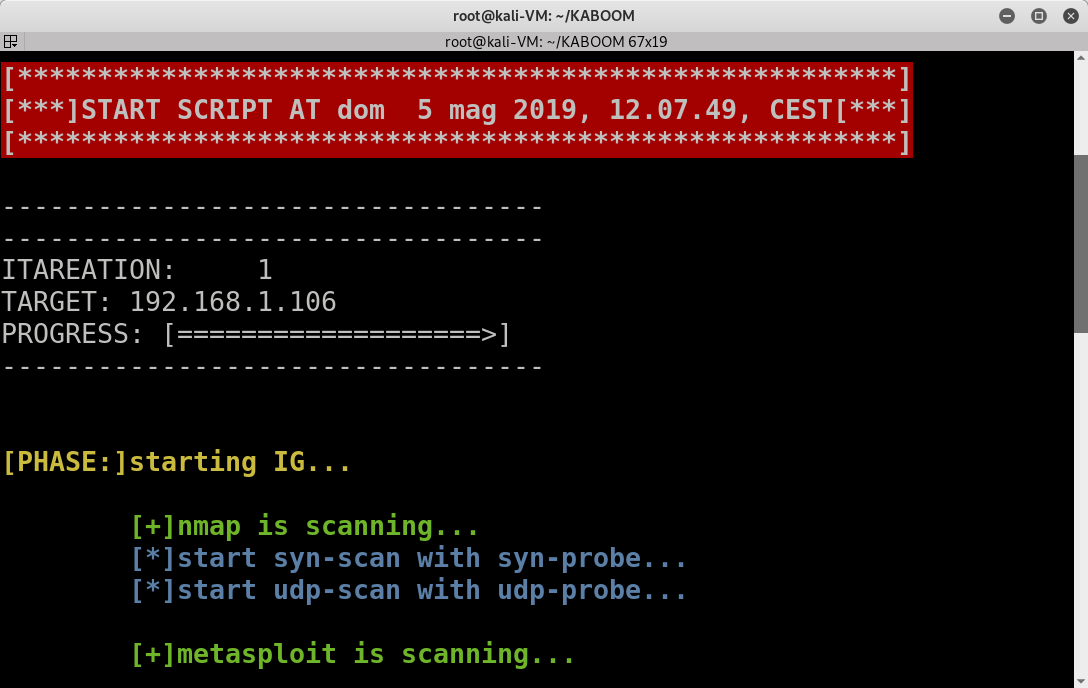 root@kali-VM: ~/KABOOM
root@kali-VM: ~/KABOOM 67x19
[*******************************************************]
[***]START SCRIPT AT dom  5 mag 2019, 12.07.49, CEST[***]
[*******************************************************]
----------------------------------
----------------------------------
ITAREATION:     1
TARGET: 192.168.1.106
PROGRESS: [===================>]
----------------------------------
[PHASE:]starting IG...
[+]nmap is scanning...
[*]start syn-scan with syn-probe...
[*]start udp-scan with udp-probe...
[+]metasploit is scanning...